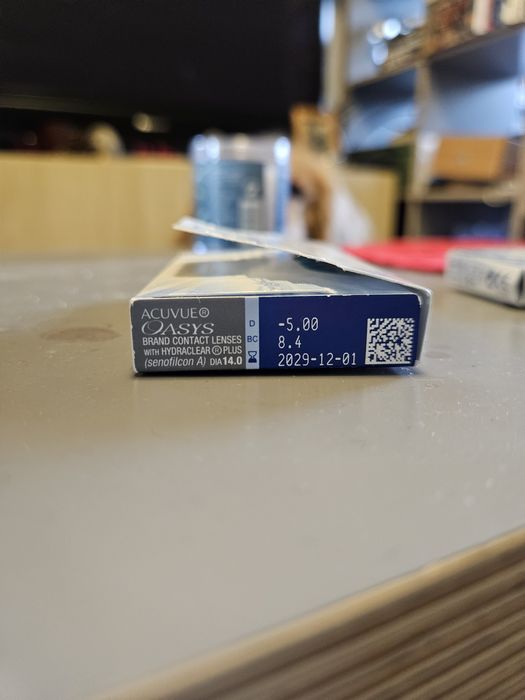 ACUVUE®
OASYS
BRAND CONTACT LENSES
WITH HYDRACLEAR® PLUS
(senofilcon A) DIA14.0
D -5.00
BC 8.4
2029-12-01